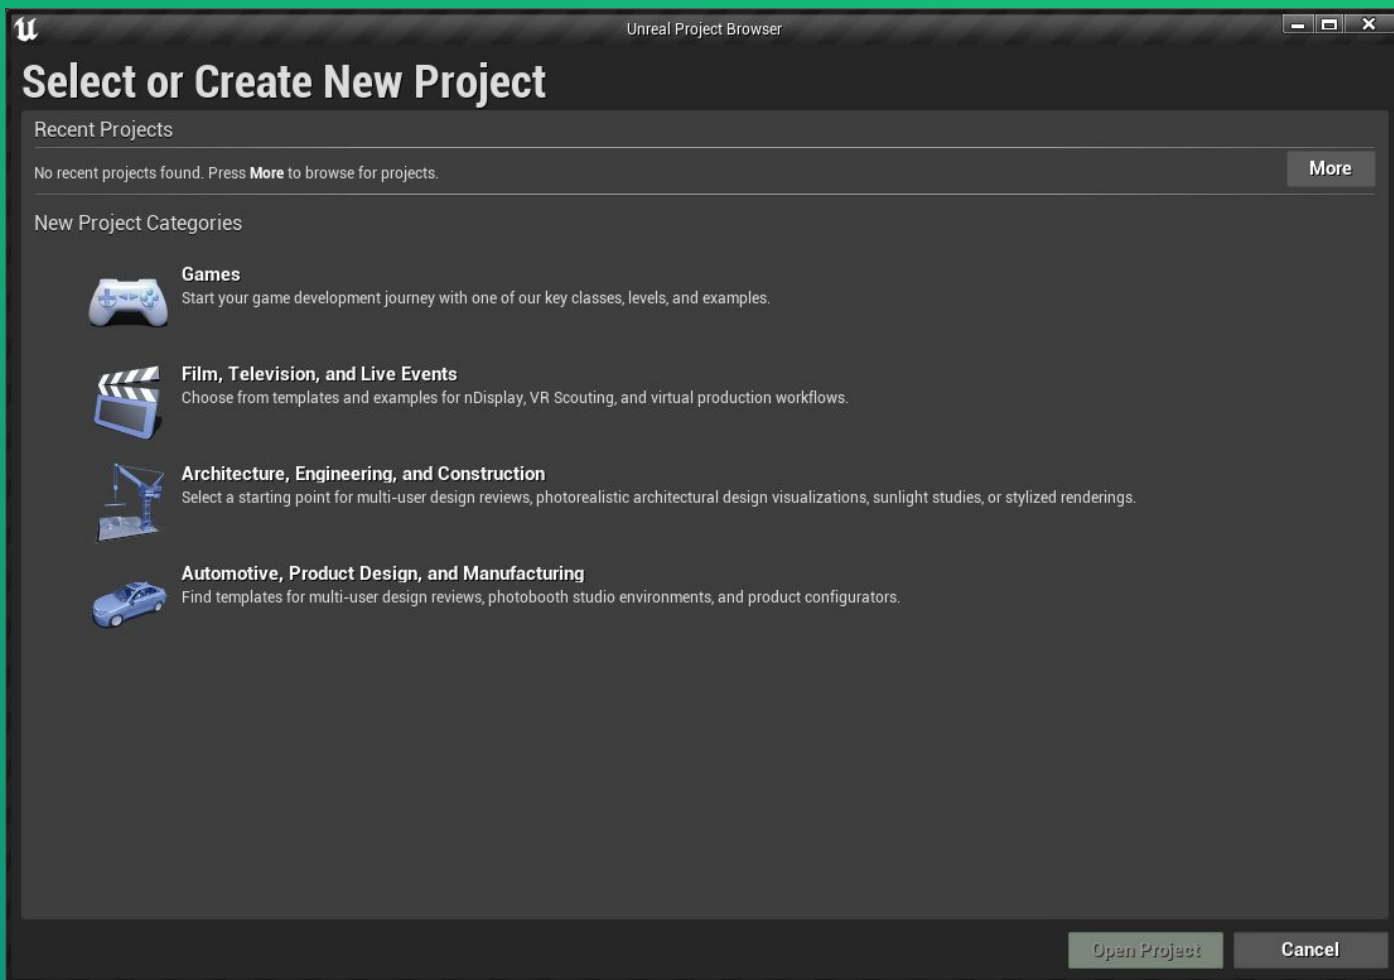 Unreal Project Browser
Select or Create New Project
Recent Projects
No recent projects found. Press More to browse for projects.
More
New Project Categories
Games
Start your game development journey with one of our key classes, levels, and examples.
Film, Television, and Live Events
Choose from templates and examples for nDisplay, VR Scouting, and virtual production workflows.
Architecture, Engineering, and Construction
Select a starting point for multi-user design reviews, photorealistic architectural design visualizations, sunlight studies, or stylized renderings.
Automotive, Product Design, and Manufacturing
Find templates for multi-user design reviews, photobooth studio environments, and product configurators.
Open Project
Cancel